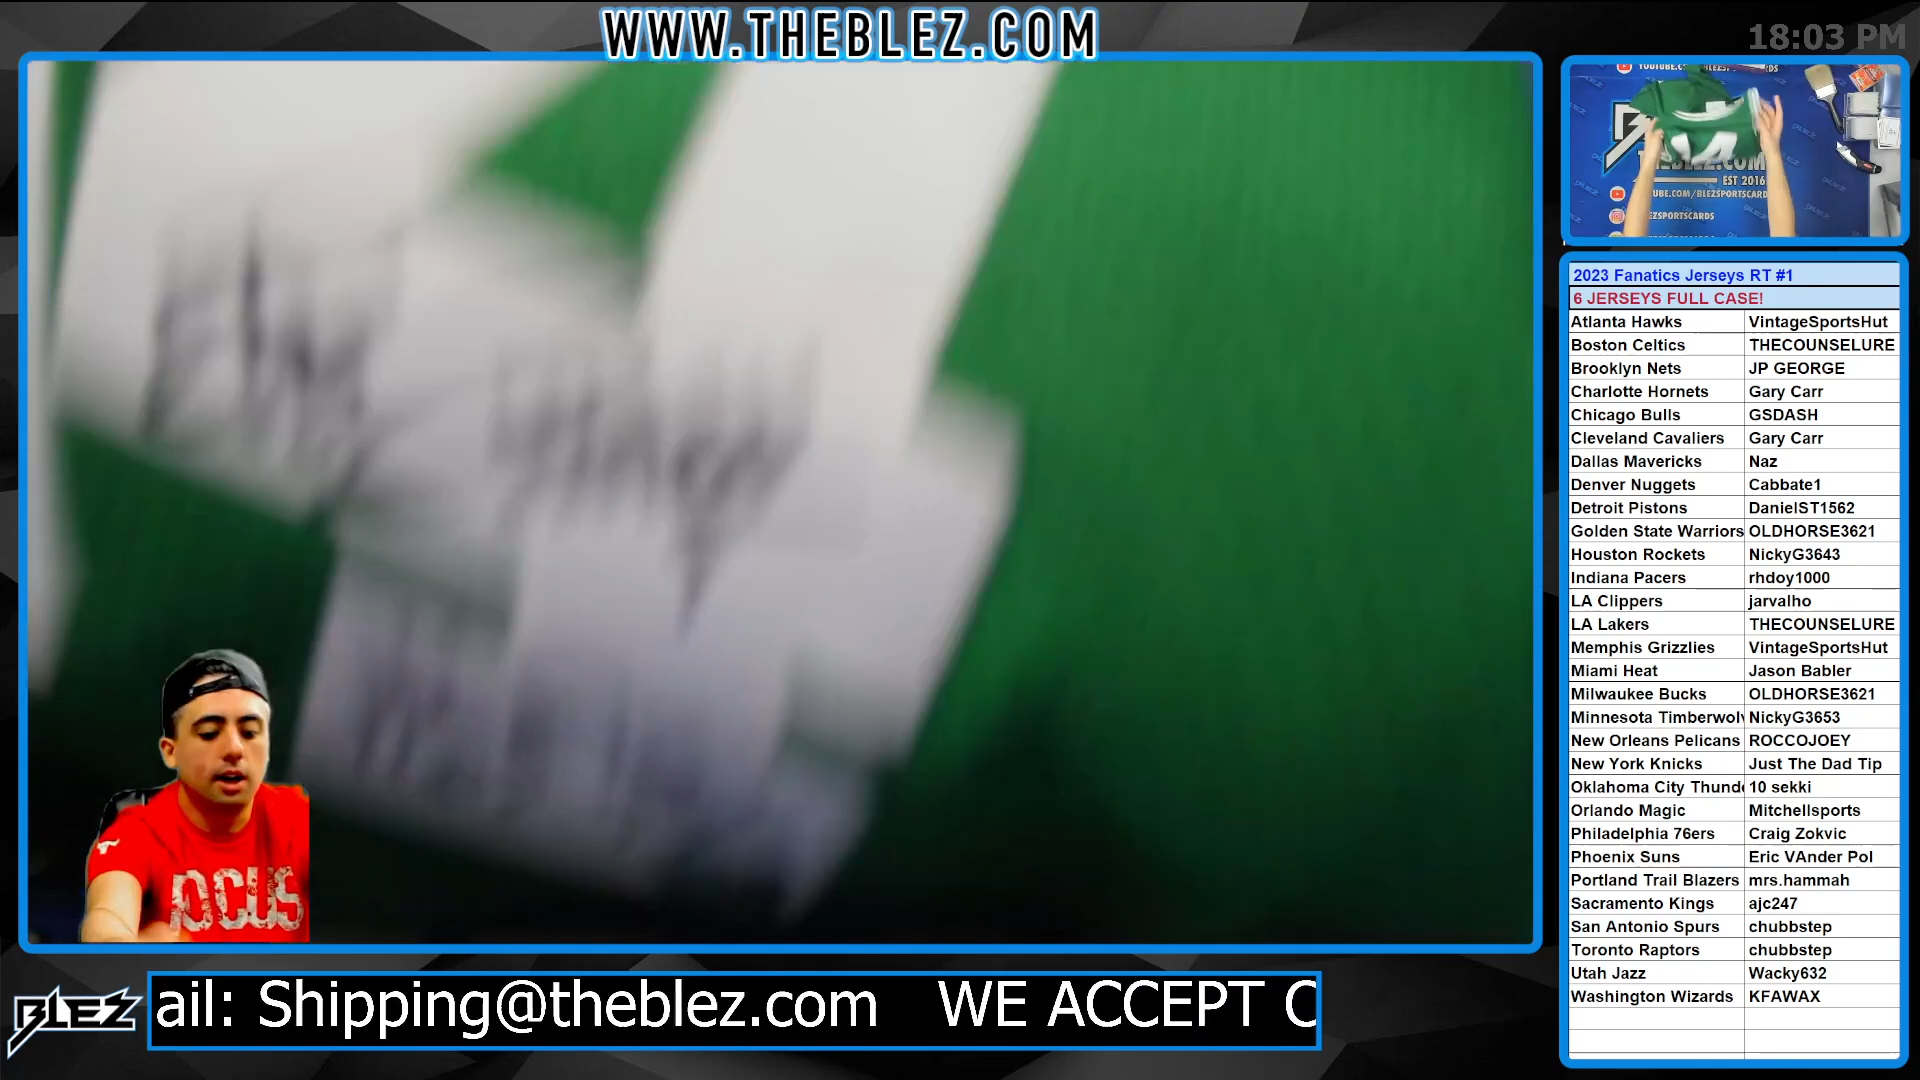 WWW.THEBLEZ.COM
18:03 PM
14
THEBLEZ.COM
EST 2016
2023 Fanatics Jerseys RT #1
6 JERSEYS FULL CASE!
Atlanta Hawks VintageSportsHut
Boston Celtics THECOUNSELURE
Brooklyn Nets JP GEORGE
Charlotte Hornets Gary Carr
Chicago Bulls GSDASH
Cleveland Cavaliers Gary Carr
Dallas Mavericks Naz
Denver Nuggets Cabbate1
Detroit Pistons DanielST1562
Golden State Warriors OLDHORSE3621
Houston Rockets NickyG3643
Indiana Pacers rhdoy1000
LA Clippers jarvalho
LA Lakers THECOUNSELURE
Memphis Grizzlies VintageSportsHut
Miami Heat Jason Babler
Milwaukee Bucks OLDHORSE3621
Minnesota Timberwolv NickyG3653
New Orleans Pelicans ROCCOJOEY
New York Knicks Just The Dad Tip
Oklahoma City Thunde 10 sekki
Orlando Magic Mitchellsports
Philadelphia 76ers Craig Zokvic
Phoenix Suns Eric VAnder Pol
Portland Trail Blazers mrs.hammah
Sacramento Kings ajc247
San Antonio Spurs chubbstep
Toronto Raptors chubbstep
Utah Jazz Wacky632
Washington Wizards KFAWAX
FOCUS
BLEZ
ail: Shipping@theblez.com WE ACCEPT C